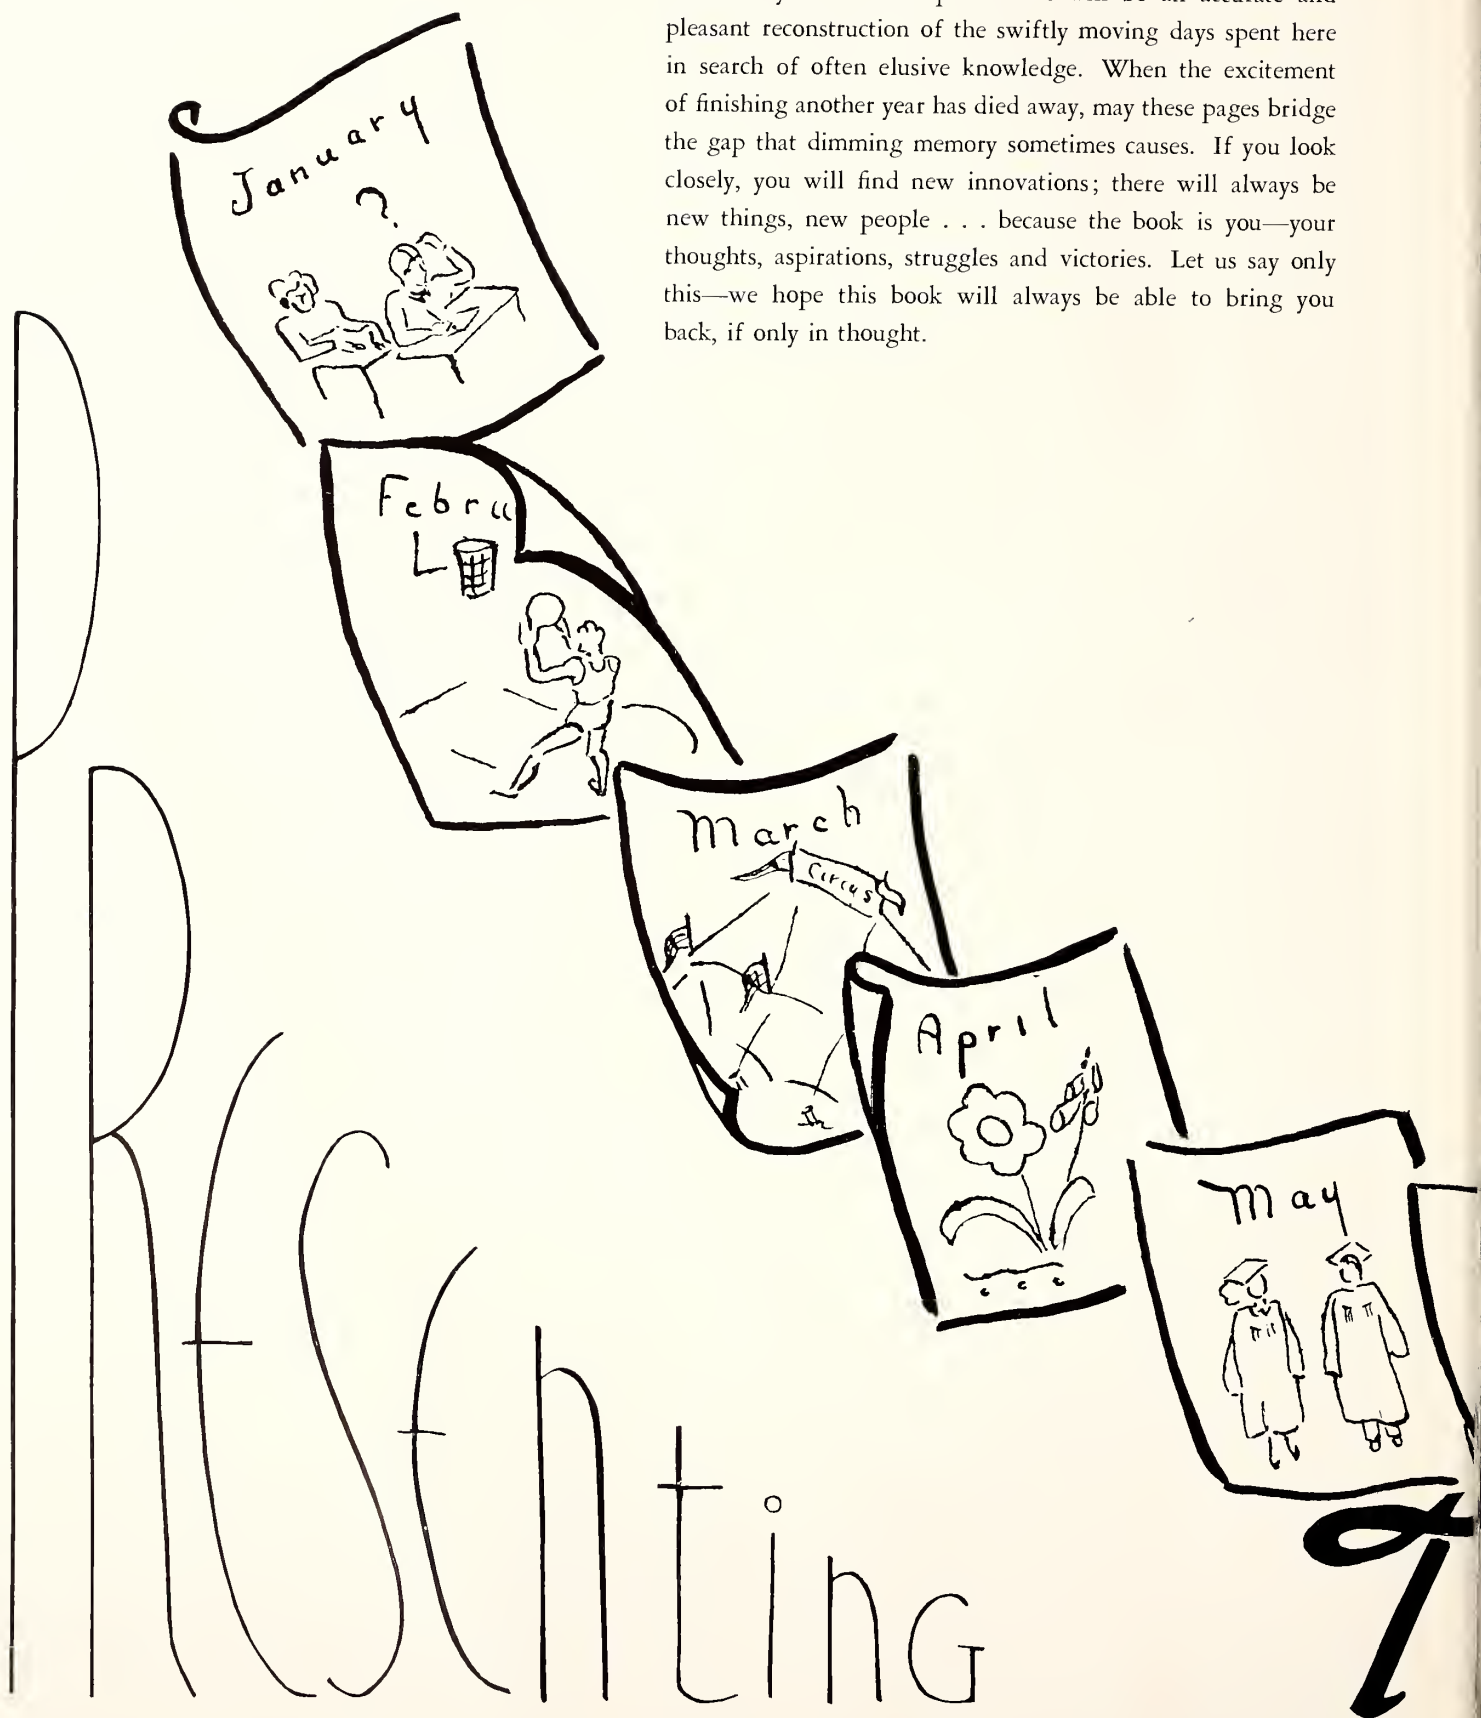 pleasant reconstruction of the swiftly moving days spent here
in search of often elusive knowledge. When the excitement
of finishing another year has died away, may these pages bridge
the gap that dimming memory sometimes causes. If you look
closely, you will find new innovations; there will always be
new things, new people . . . because the book is you—your
thoughts, aspirations, struggles and victories. Let us say only
this—we hope this book will always be able to bring you
back, if only in thought.
January
?
Febru
March
Circus
April
May
PRESENtiNG